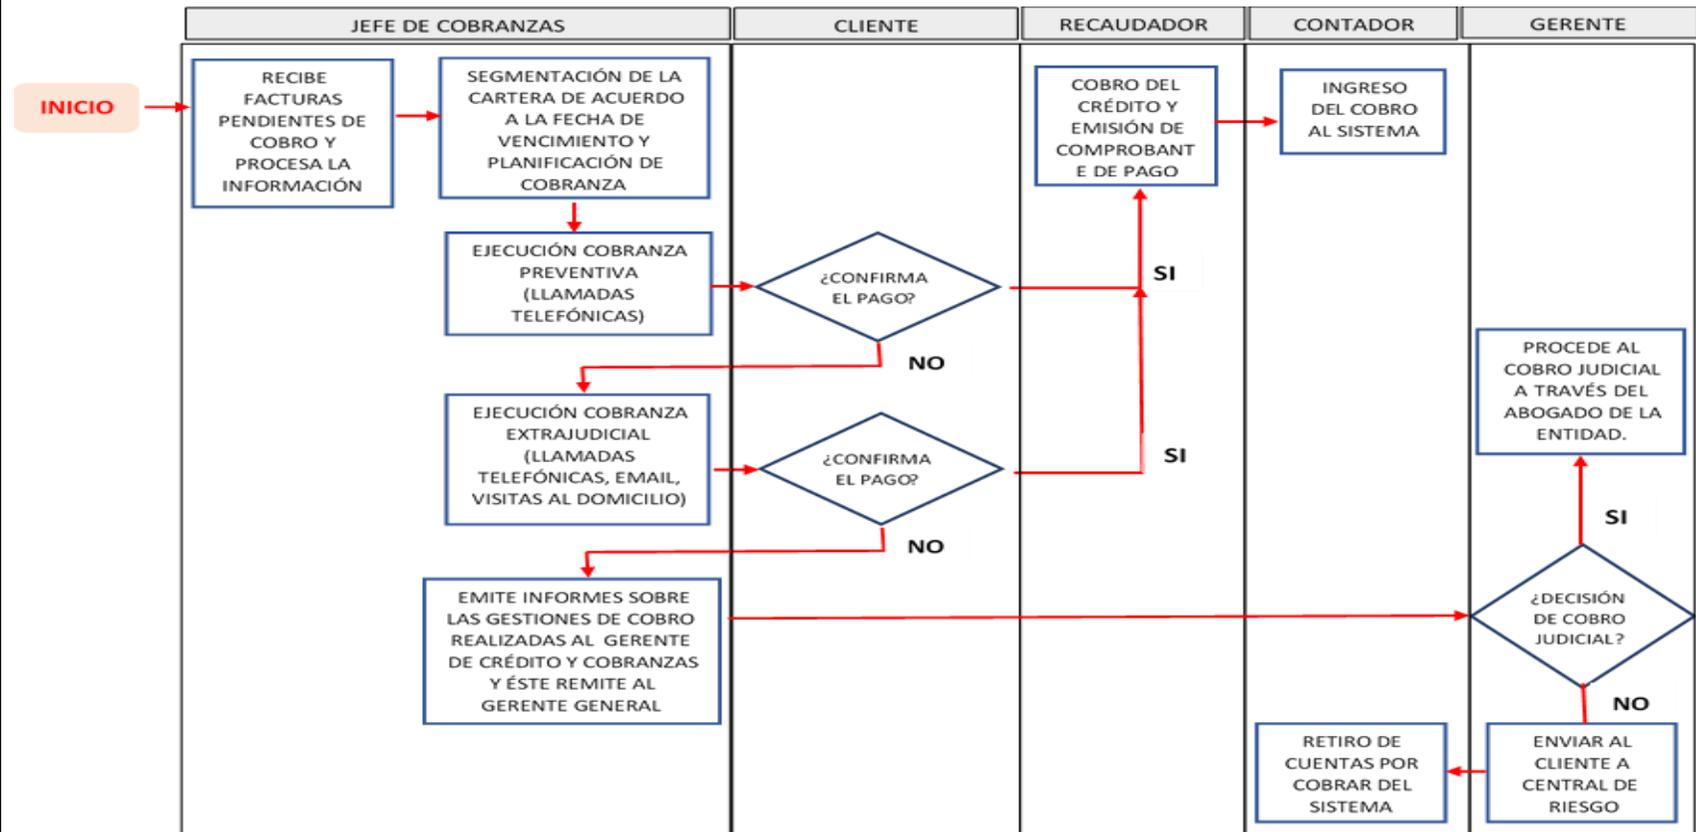 JEFE DE COBRANZAS
CLIENTE
RECAUDADOR
CONTADOR
GERENTE
INICIO
RECIBE
FACTURAS
PENDIENTES DE
COBRO Y
PROCESA LA
INFORMACIÓN
SEGMENTACIÓN DE LA
CARTERA DE ACUERDO
A LA FECHA DE
VENCIMIENTO Y
PLANIFICACIÓN DE
COBRANZA
COBRO DEL
CRÉDITO Y
EMISIÓN DE
COMPROBANT
E DE PAGO
INGRESO
DEL COBRO
AL SISTEMA
EJECUCIÓN COBRANZA
PREVENTIVA
(LLAMADAS
TELEFÓNICAS)
¿CONFIRMA
EL PAGO?
SI
NO
EJECUCIÓN COBRANZA
EXTRAJUDICIAL
(LLAMADAS
TELEFÓNICAS, EMAIL,
VISITAS AL DOMICILIO)
¿CONFIRMA
EL PAGO?
SI
NO
PROCEDE AL
COBRO JUDICIAL
A TRAVÉS DEL
ABOGADO DE LA
ENTIDAD.
SI
EMITE INFORMES SOBRE
LAS GESTIONES DE COBRO
REALIZADAS AL GERENTE
DE CRÉDITO Y COBRANZAS
Y ÉSTE REMITE AL
GERENTE GENERAL
¿DECISIÓN
DE COBRO
JUDICIAL?
NO
RETIRO DE
CUENTAS POR
COBRAR DEL
SISTEMA
ENVIAR AL
CLIENTE A
CENTRAL DE
RIESGO